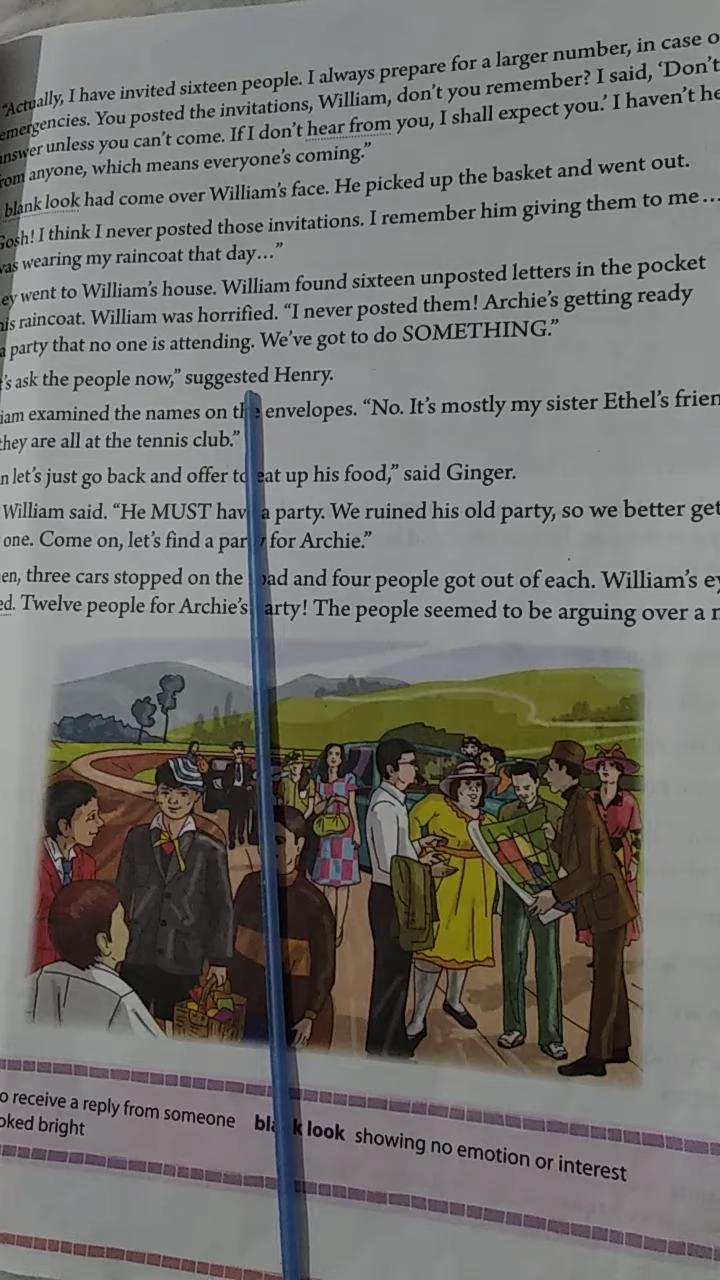 "Actually, I have invited sixteen people. I always prepare for a larger number, in case o
emergencies. You posted the invitations, William, don't you remember? I said, 'Don't
answer unless you can't come. If I don't hear from you, I shall expect you.' I haven't he
rom anyone, which means everyone's coming."
blank look had come over William's face. He picked up the basket and went out.
Gosh! I think I never posted those invitations. I remember him giving them to me...
was wearing my raincoat that day..."
ey went to William's house. William found sixteen unposted letters in the pocket
his raincoat. William was horrified. "I never posted them! Archie's getting ready
a party that no one is attending. We've got to do SOMETHING."
's ask the people now," suggested Henry.
iam examined the names on the envelopes. "No. It's mostly my sister Ethel's frien
they are all at the tennis club."
n let's just go back and offer to eat up his food," said Ginger.
William said. "He MUST hav a party. We ruined his old party, so we better get
one. Come on, let's find a par y for Archie."
en, three cars stopped on the oad and four people got out of each. William's ey
ed. Twelve people for Archie's arty! The people seemed to be arguing over a m
o receive a reply from someone blank look showing no emotion or interest
oked bright